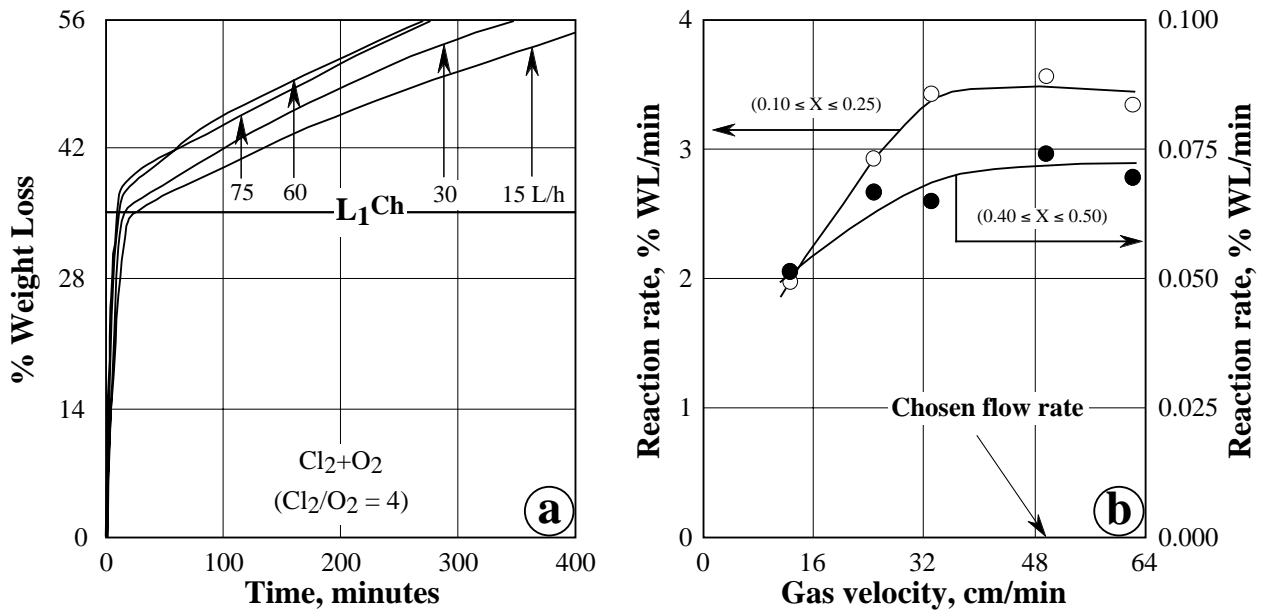 % Weight Loss
56
42
28
14
0
75
60
30
15 L/h
L1Ch
Cl2+O2
(Cl2/O2 = 4)
a
0
100
200
300
400
Time, minutes
Reaction rate, % WL/min
4
3
2
1
0
(0.10 ≤ X ≤ 0.25)
(0.40 ≤ X ≤ 0.50)
Chosen flow rate
b
0.100
0.075
0.050
0.025
0.000
Reaction rate, % WL/min
0
16
32
48
64
Gas velocity, cm/min